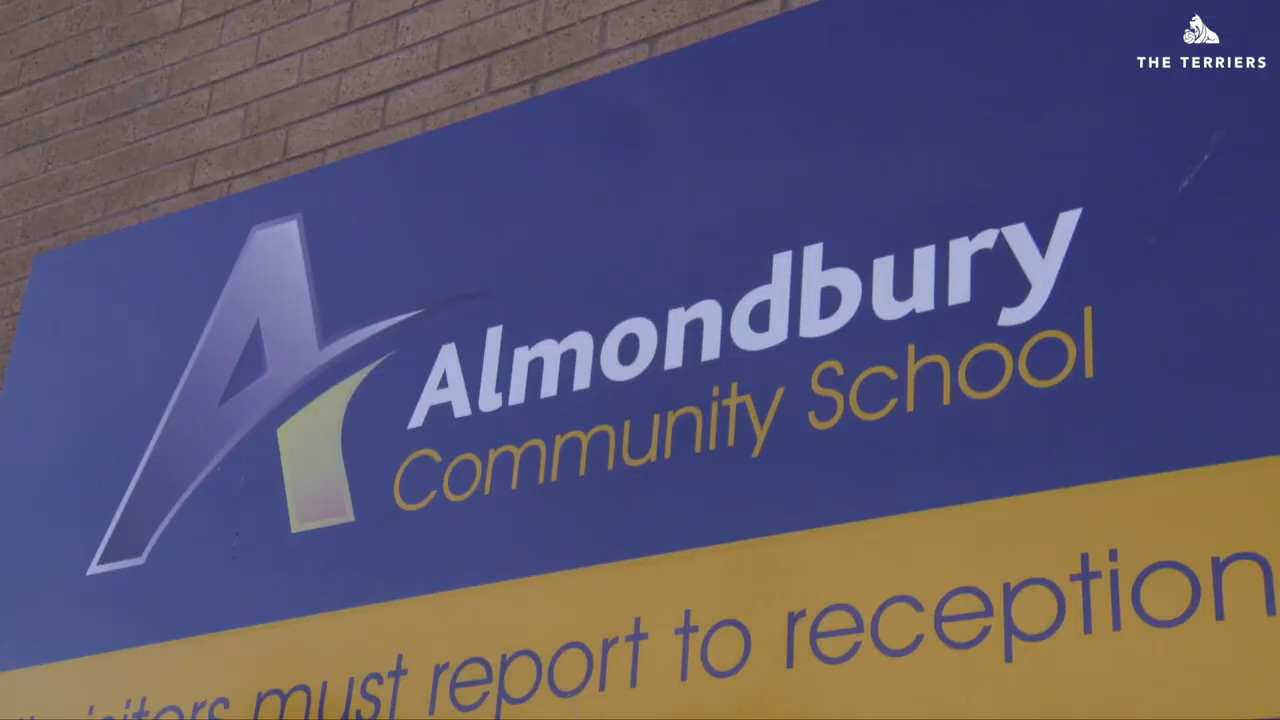 THE TERRIERS
Almondbury
Community School
must report to reception